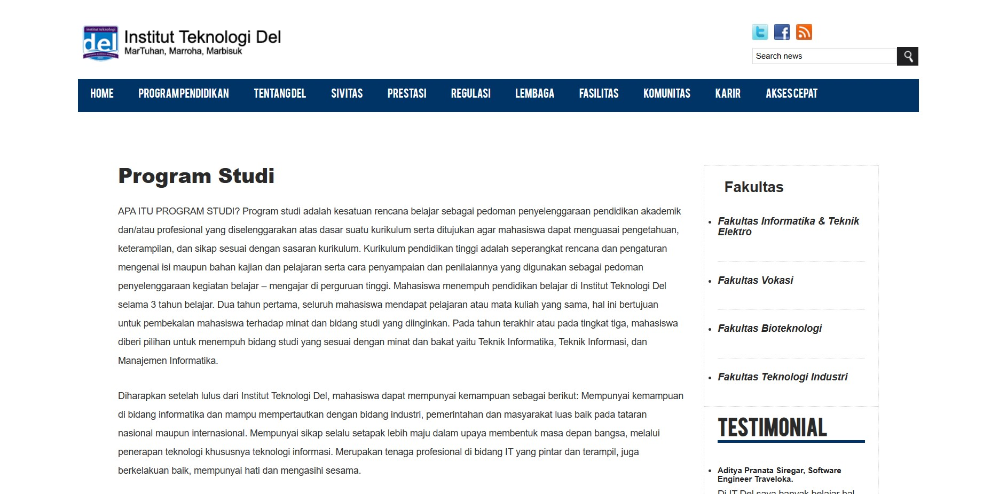 institut teknologi
del
Institut Teknologi Del
MarTuhan, Marroha, Marbisuk
Search news
HOME PROGRAM PENDIDIKAN TENTANG DEL SIVITAS PRESTASI REGULASI LEMBAGA FASILITAS KOMUNITAS KARIR AKSES CEPAT
Program Studi
APA ITU PROGRAM STUDI? Program studi adalah kesatuan rencana belajar sebagai pedoman penyelenggaraan pendidikan akademik
dan/atau profesional yang diselenggarakan atas dasar suatu kurikulum serta ditujukan agar mahasiswa dapat menguasai pengetahuan,
keterampilan, dan sikap sesuai dengan sasaran kurikulum. Kurikulum pendidikan tinggi adalah seperangkat rencana dan pengaturan
mengenai isi maupun bahan kajian dan pelajaran serta cara penyampaian dan penilaiannya yang digunakan sebagai pedoman
penyelenggaraan kegiatan belajar – mengajar di perguruan tinggi. Mahasiswa menempuh pendidikan belajar di Institut Teknologi Del
selama 3 tahun belajar. Dua tahun pertama, seluruh mahasiswa mendapat pelajaran atau mata kuliah yang sama, hal ini bertujuan
untuk pembekalan mahasiswa terhadap minat dan bidang studi yang diinginkan. Pada tahun terakhir atau pada tingkat tiga, mahasiswa
diberi pilihan untuk menempuh bidang studi yang sesuai dengan minat dan bakat yaitu Teknik Informatika, Teknik Informasi, dan
Manajemen Informatika.
Diharapkan setelah lulus dari Institut Teknologi Del, mahasiswa dapat mempunyai kemampuan sebagai berikut: Mempunyai kemampuan
di bidang informatika dan mampu mempertautkan dengan bidang industri, pemerintahan dan masyarakat luas baik pada tataran
nasional maupun internasional. Mempunyai sikap selalu setapak lebih maju dalam upaya membentuk masa depan bangsa, melalui
penerapan teknologi khususnya teknologi informasi. Merupakan tenaga profesional di bidang IT yang pintar dan terampil, juga
berkelakuan baik, mempunyai hati dan mengasihi sesama.
Fakultas
Fakultas Informatika & Teknik
Elektro
Fakultas Vokasi
Fakultas Bioteknologi
Fakultas Teknologi Industri
TESTIMONIAL
Aditya Pranata Siregar, Software
Engineer Traveloka.
Di IT Del saya banyak belajar hal